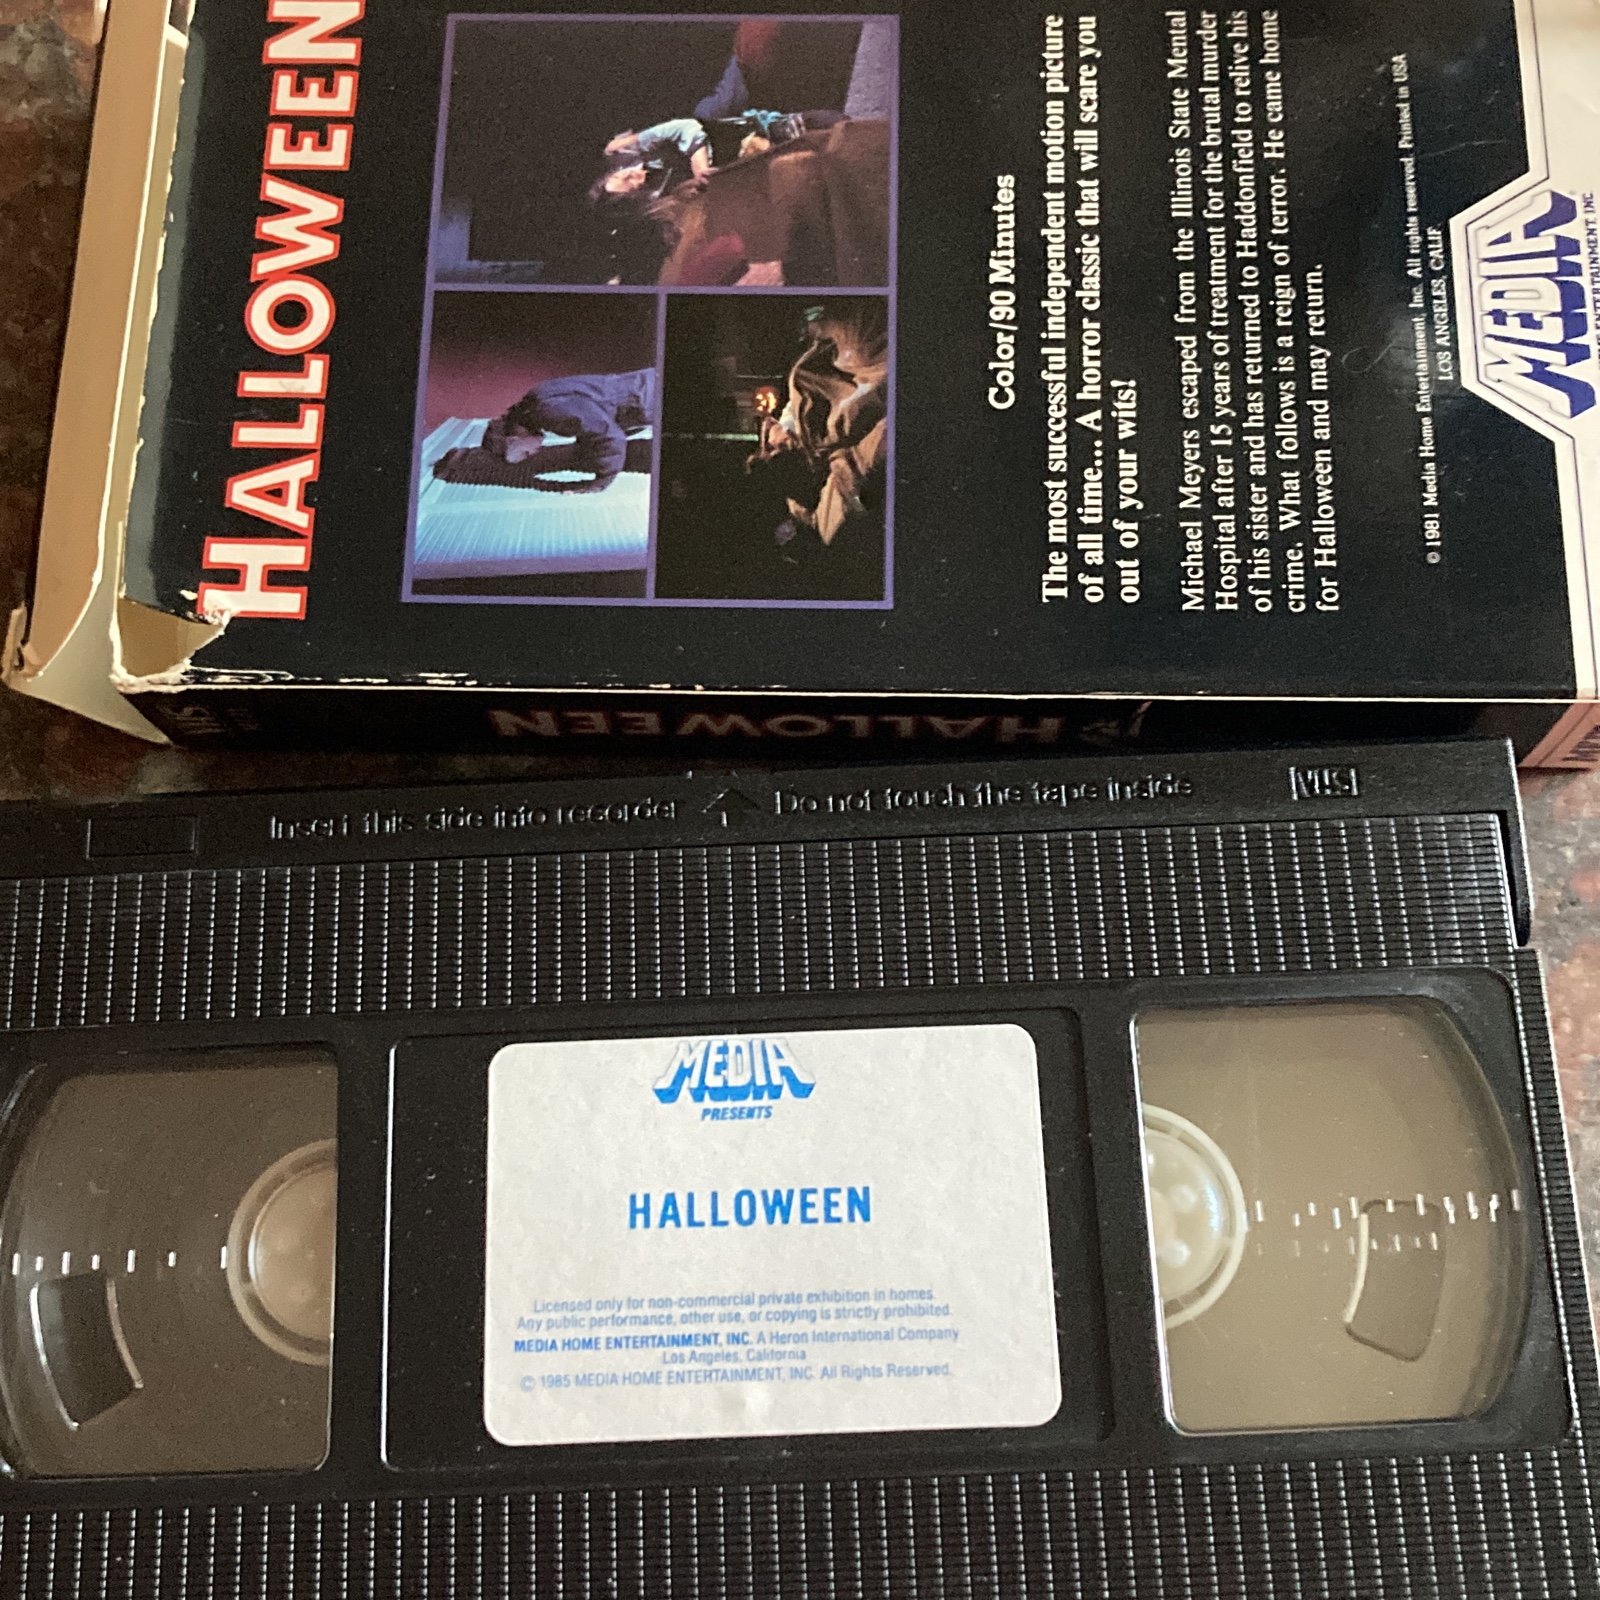 HALLOWEEN
Color/90 Minutes
The most successful independent motion picture
of all time... A horror classic that will scare you
out of your wits!
Michael Meyers escaped from the Illinois State Mental
Hospital after 15 years of treatment for the brutal murder
of his sister and has returned to Haddonfield to relive his
crime. What follows is a reign of terror. He came home
for Halloween and may return.
© 1981 Media Home Entertainment, Inc. All rights reserved. Printed in USA
LOS ANGELES, CALIF.
MEDIA
HOME ENTERTAINMENT, INC.
HALLOWEEN
Insert this side into recorder
Do not touch the tape inside
VHS
MEDIA
PRESENTS
HALLOWEEN
Licensed only for non-commercial private exhibition in homes.
Any public performance, other use, or copying is strictly prohibited.
MEDIA HOME ENTERTAINMENT, INC. A Heron International Company
Los Angeles, California
© 1985 MEDIA HOME ENTERTAINMENT, INC. All Rights Reserved.